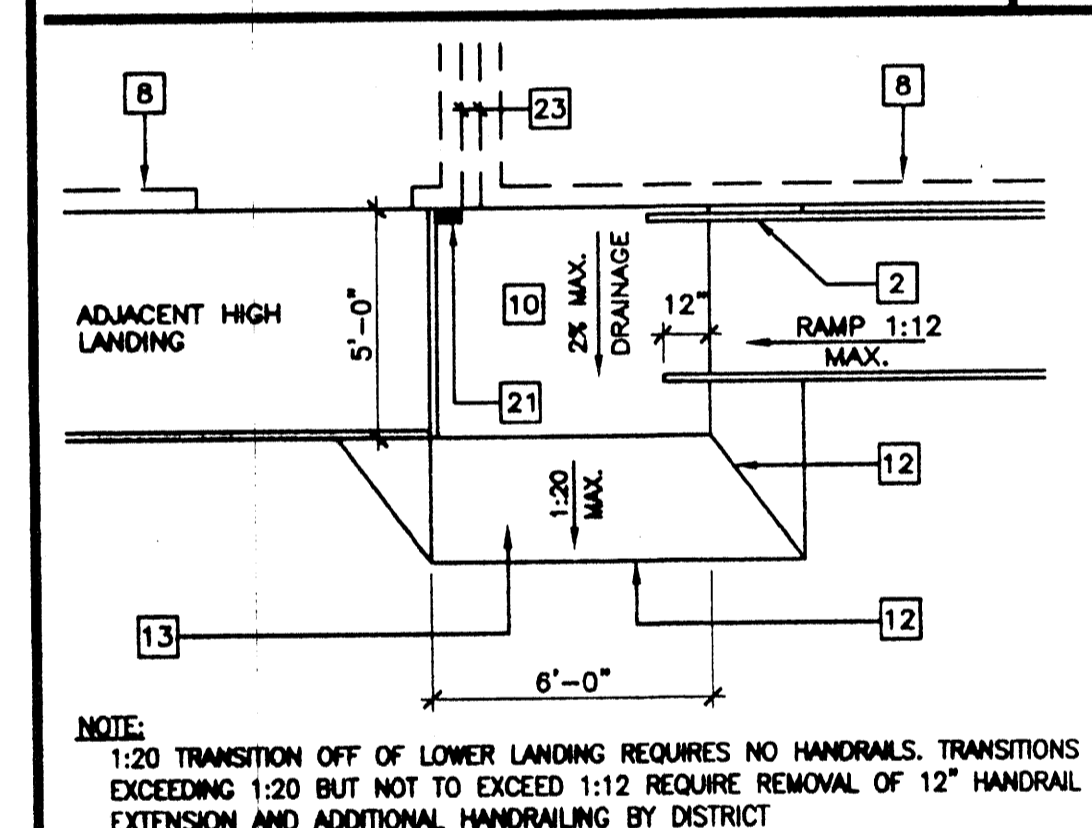 8
23
8
ADJACENT HIGH
LANDING
5'-0"
10
2% MAX.
DRAINAGE
12"
2
RAMP 1:12
MAX.
21
1:20
MAX.
12
13
12
6'-0"
NOTE:
1:20 TRANSITION OFF OF LOWER LANDING REQUIRES NO HANDRAILS. TRANSITIONS
EXCEEDING 1:20 BUT NOT TO EXCEED 1:12 REQUIRE REMOVAL OF 12" HANDRAIL
EXTENSION AND ADDITIONAL HANDRAILING BY DISTRICT